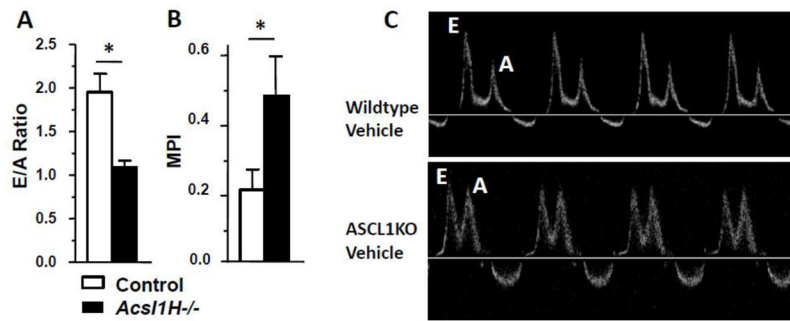 A
B
C
*
*
E/A Ratio
2.5
2.0
1.5
1.0
0.5
0.0
MPI
0.6
0.4
0.2
0.0
Control
Acsl1H-/-
Wildtype
Vehicle
E
A
ASCL1KO
Vehicle
E
A